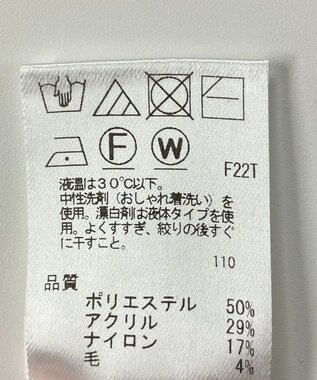 F W
F22T
液温は30℃以下。
中性洗剤(おしゃれ着洗い)を
使用。漂白剤は液体タイプを使
用。よくすすぎ、絞りの後すぐ
に干すこと。
110
品質
ポリエステル 50%
アクリル 29%
ナイロン 17%
毛 4%